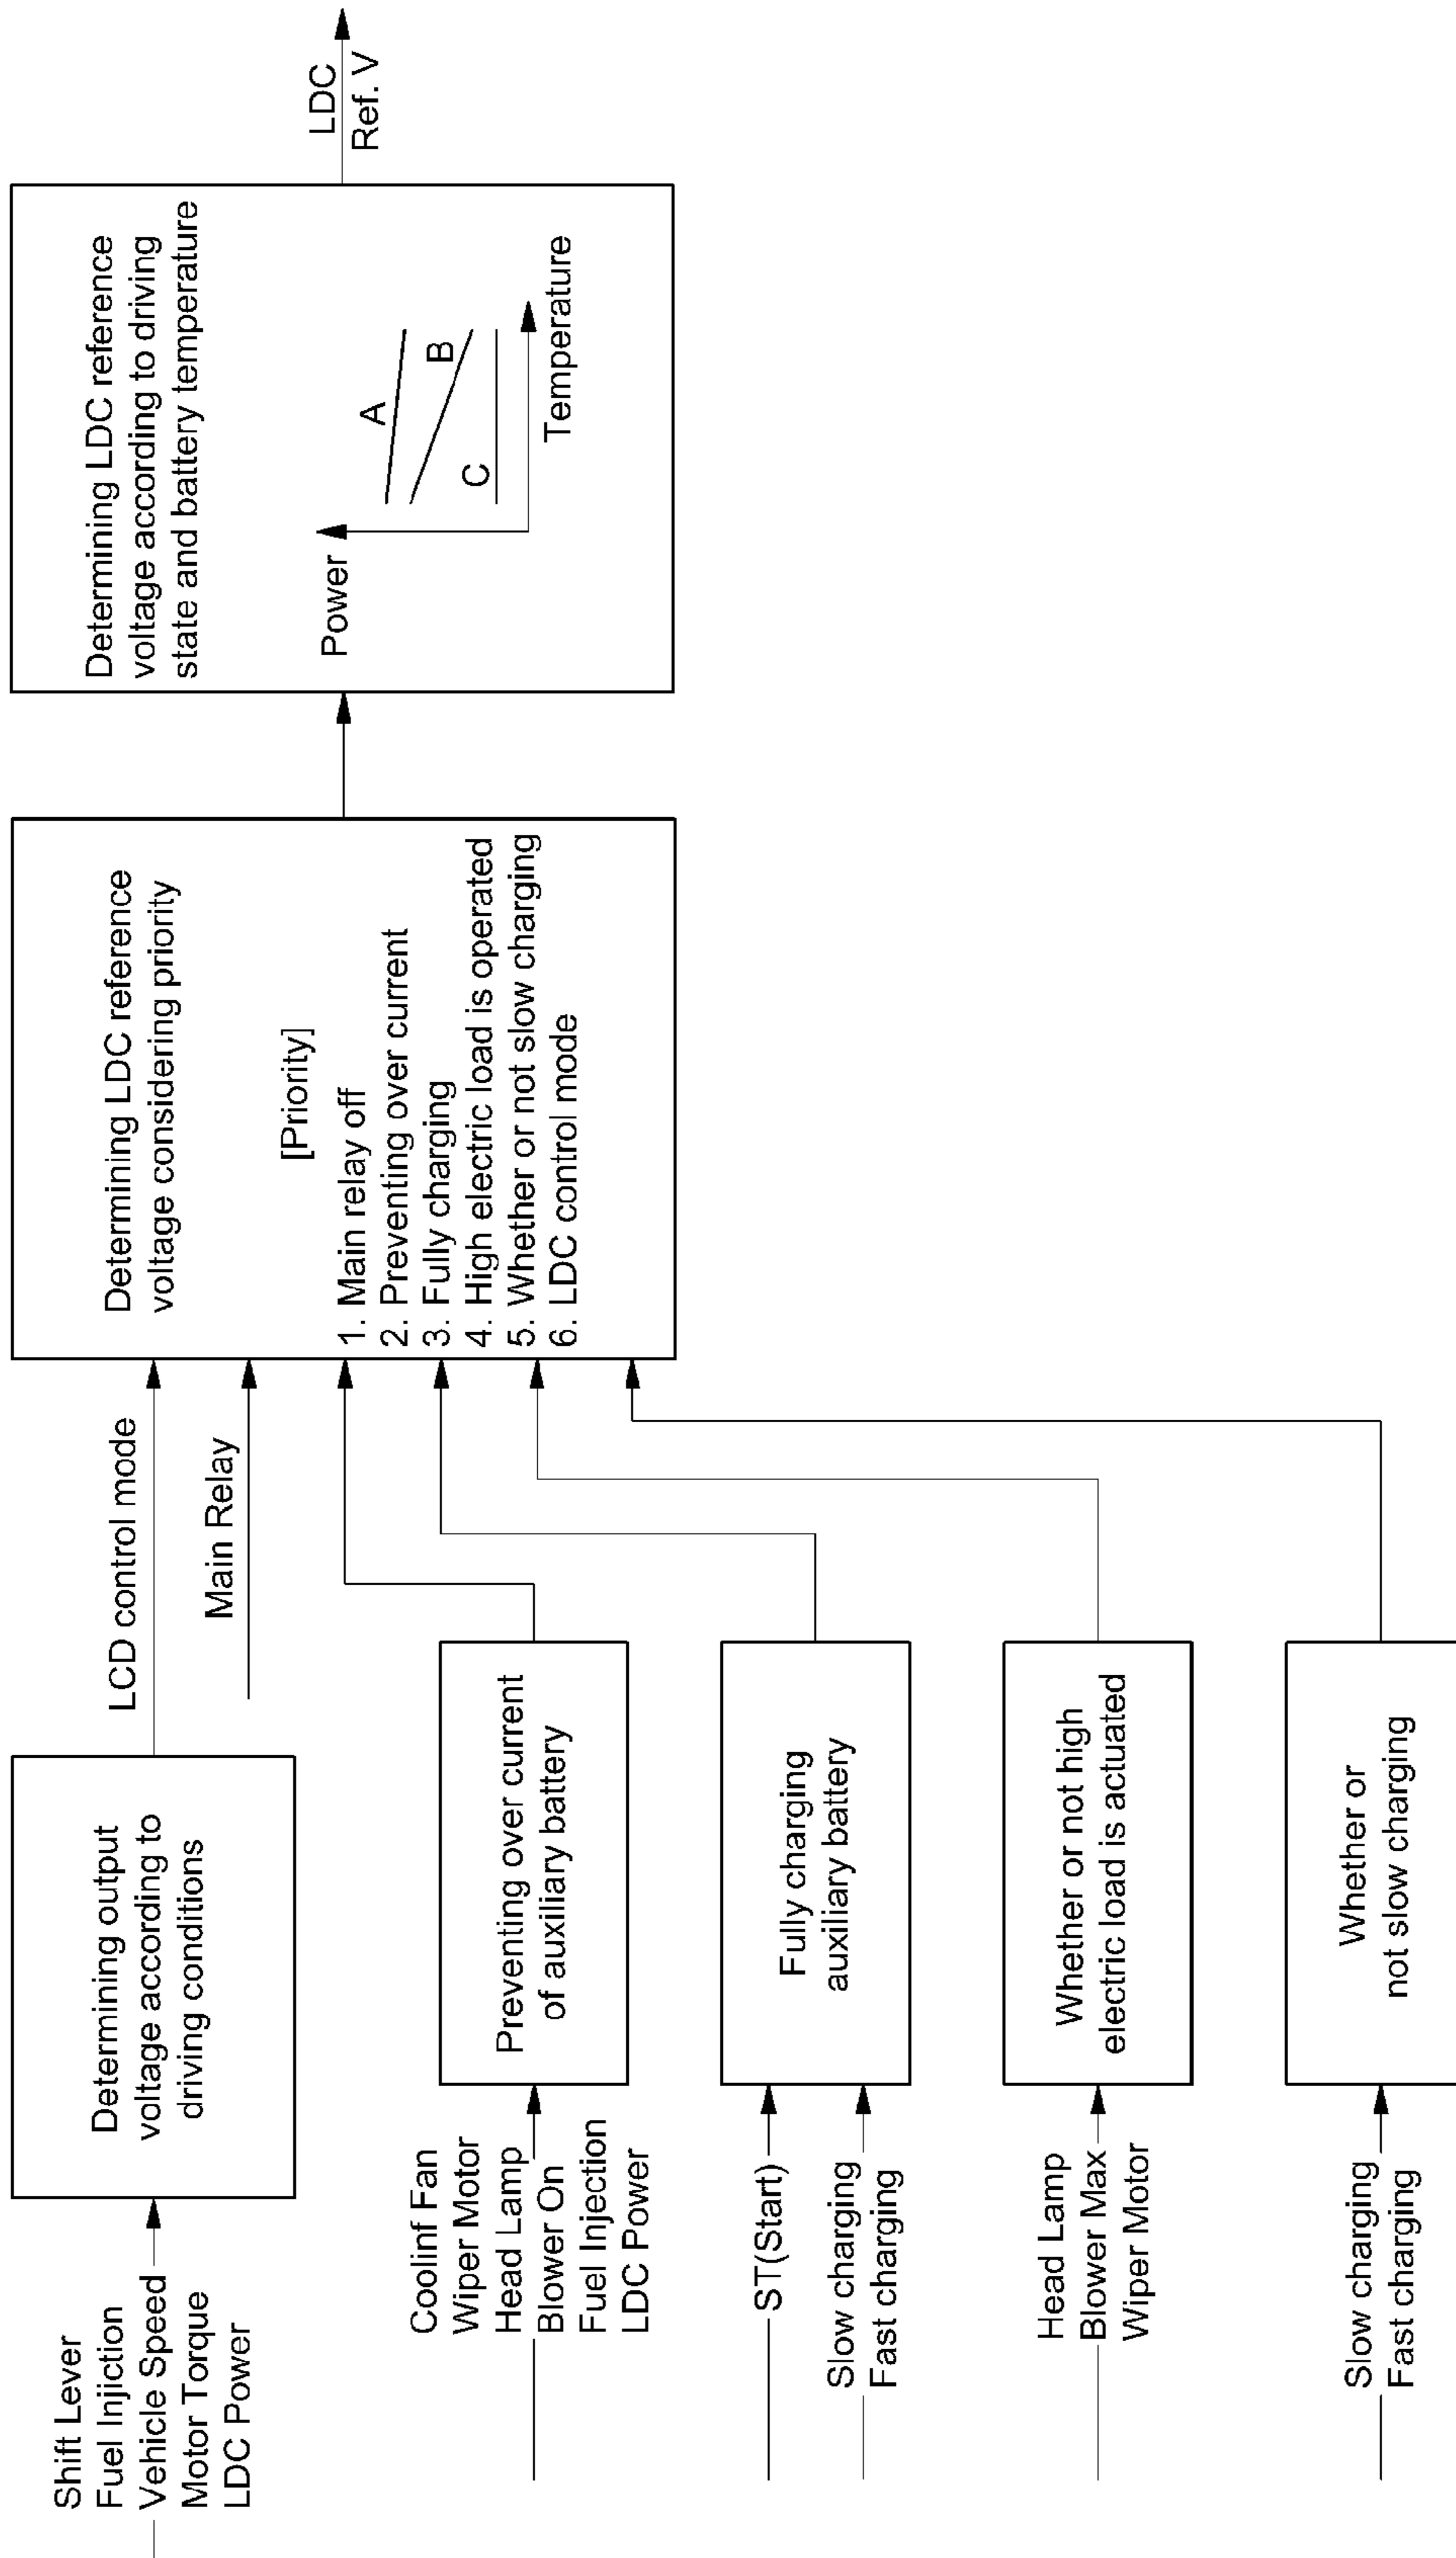 Shift Lever
Fuel Injiction
Vehicle Speed
Motor Torque
LDC Power
Determining output
voltage according to
driving conditions
LCD control mode
Main Relay
Coolinf Fan
Wiper Motor
Head Lamp
Blower On
Fuel Injection
LDC Power
Preventing over current
of auxiliary battery
ST(Start)
Slow charging
Fast charging
Fully charging
auxiliary battery
Head Lamp
Blower Max
Wiper Motor
Whether or not high
electric load is actuated
Slow charging
Fast charging
Whether or
not slow charging
Determining LDC reference
voltage considering priority
[Priority]
1. Main relay off
2. Preventing over current
3. Fully charging
4. High electric load is operated
5. Whether or not slow charging
6. LDC control mode
Determining LDC reference
voltage according to driving
state and battery temperature
Power
A
B
C
Temperature
LDC
Ref. V